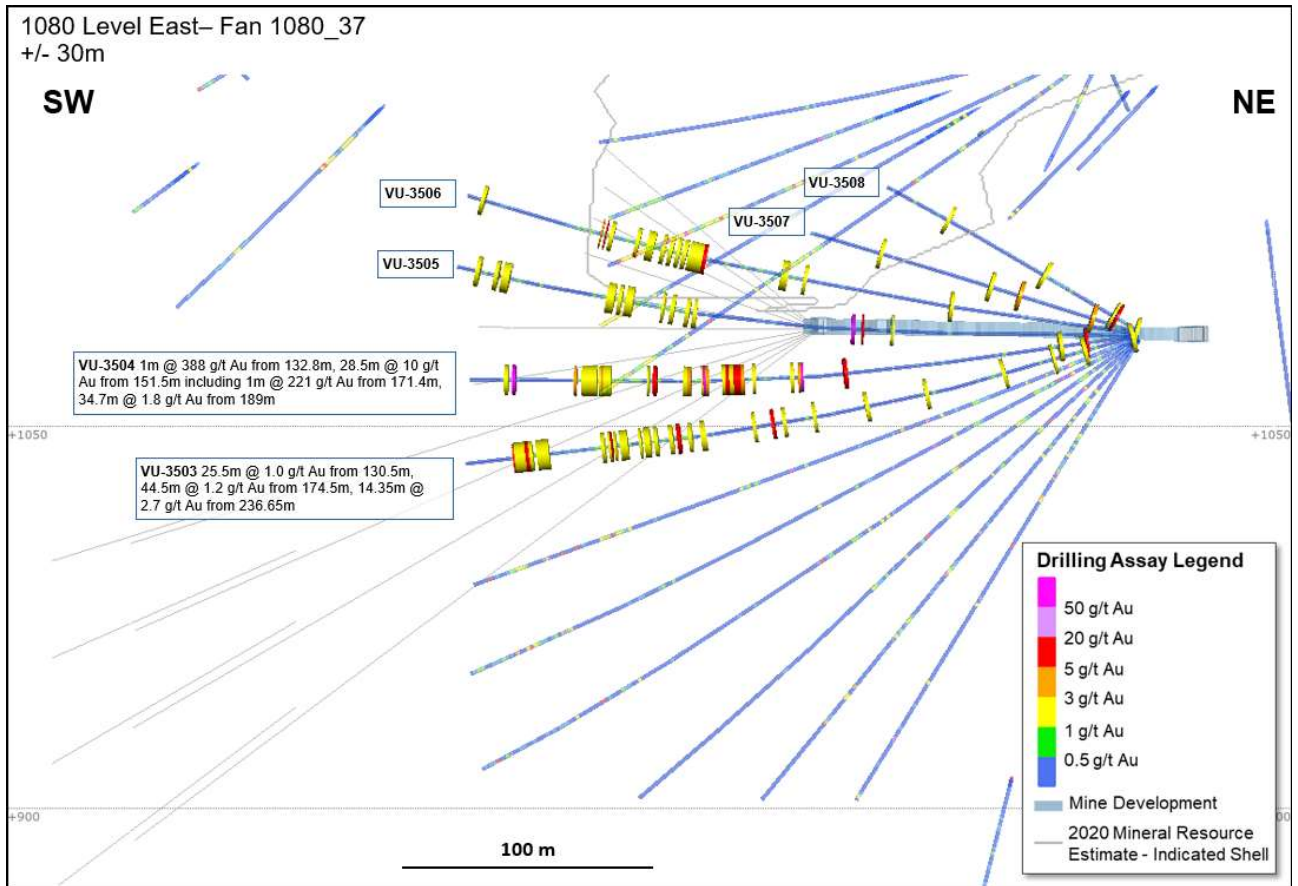 1080 Level East– Fan 1080_37
+/- 30m
SW
NE
VU-3506
VU-3508
VU-3507
VU-3505
VU-3504 1m @ 388 g/t Au from 132.8m, 28.5m @ 10 g/t
Au from 151.5m including 1m @ 221 g/t Au from 171.4m,
34.7m @ 1.8 g/t Au from 189m
+1050
+1050
VU-3503 25.5m @ 1.0 g/t Au from 130.5m,
44.5m @ 1.2 g/t Au from 174.5m, 14.35m @
2.7 g/t Au from 236.65m
Drilling Assay Legend
50 g/t Au
20 g/t Au
5 g/t Au
3 g/t Au
1 g/t Au
0.5 g/t Au
Mine Development
2020 Mineral Resource
Estimate - Indicated Shell
+900
100 m